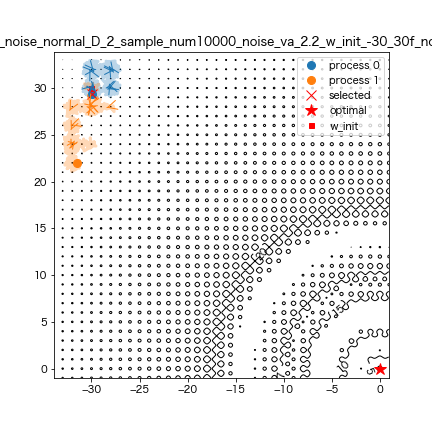 _noise_normal_D_2_sample_num10000_noise_va_2.2_w_init_-30_30f_no
process 0
process 1
selected
optimal
w_init
30
25
20
15
10
5
0
−30 −25 −20 −15 −10 −5 0